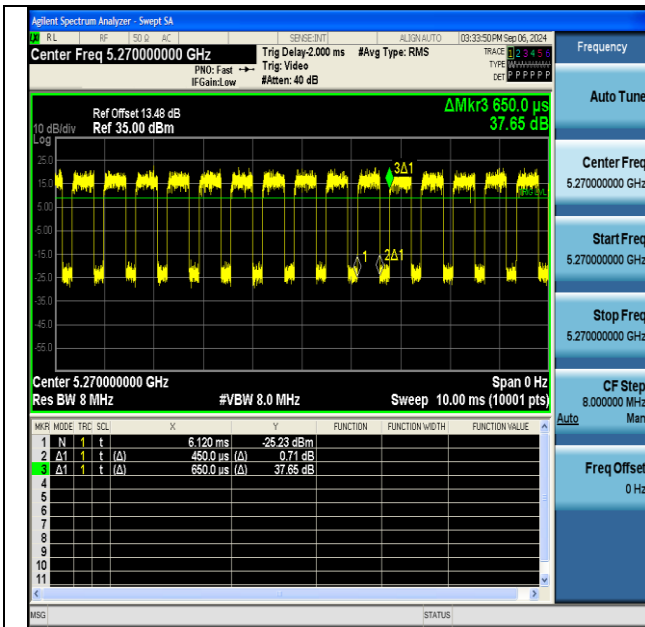 Agilent Spectrum Analyzer - Swept SA
RL RF 50 Ω AC SENSE:INT ALIGN AUTO 03:33:50 PM Sep 06, 2024
Center Freq 5.270000000 GHz
Trig Delay-2.000 ms #Avg Type: RMS
TRACE 1 2 3 4 5 6
PNO: Fast Trig: Video
TYPE
IFGain:Low #Atten: 40 dB
DET P P P P P P
Ref Offset 13.48 dB
10 dB/div Ref 35.00 dBm
Log
ΔMkr3 650.0 µs
37.65 dB
25.0
15.0
5.00
-5.00
-15.0
-25.0
-35.0
-45.0
-55.0
3Δ1
1
2Δ1
Center 5.270000000 GHz Span 0 Hz
Res BW 8 MHz #VBW 8.0 MHz Sweep 10.00 ms (10001 pts)
MKR MODE TRC SCL X Y FUNCTION FUNCTION WIDTH FUNCTION VALUE
1 N 1 t 6.120 ms -25.23 dBm
2 Δ1 1 t (Δ) 450.0 µs (Δ) 0.71 dB
3 Δ1 1 t (Δ) 650.0 µs (Δ) 37.65 dB
4
5
6
7
8
9
10
11
MSG STATUS
Frequency
Auto Tune
Center Freq
5.270000000 GHz
Start Freq
5.270000000 GHz
Stop Freq
5.270000000 GHz
CF Step
8.000000 MHz
Auto Man
Freq Offset
0 Hz